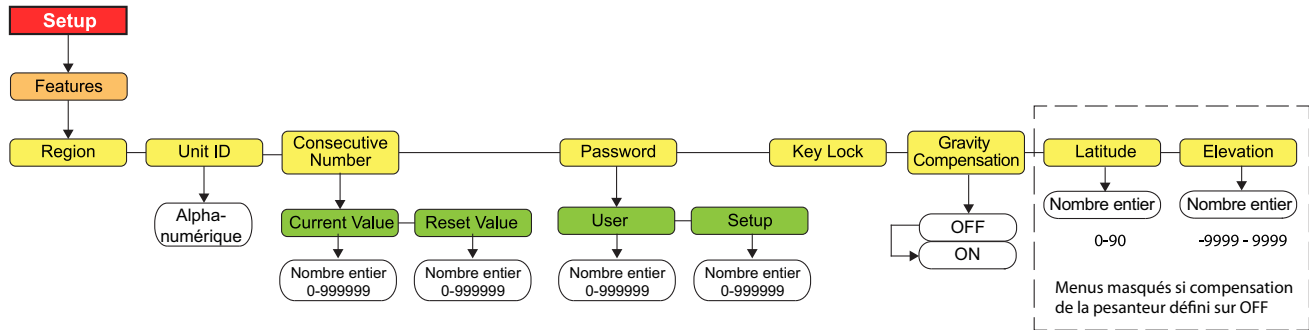 Setup
Features
Region
Unit ID
Consecutive
Number
Password
Key Lock
Gravity
Compensation
Latitude
Elevation
Alpha-
numérique
Current Value
Reset Value
User
Setup
OFF
ON
Nombre entier
Nombre entier
0-90
-9999 - 9999
Nombre entier
0-999999
Nombre entier
0-999999
Nombre entier
0-999999
Nombre entier
0-999999
Menus masqués si compensation
de la pesanteur défini sur OFF